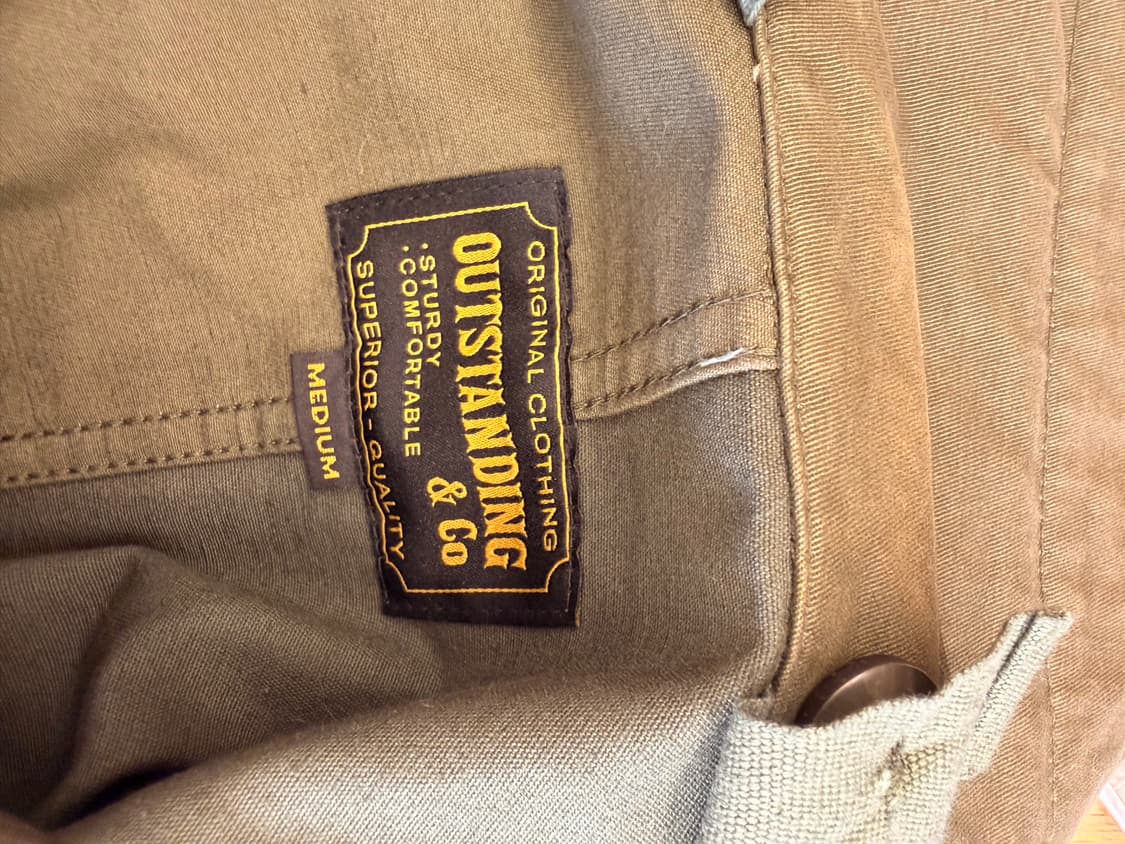 ORIGINAL CLOTHING
OUTSTANDING
& Co
:STURDY
:COMFORTABLE
SUPERIOR - QUALITY
MEDIUM